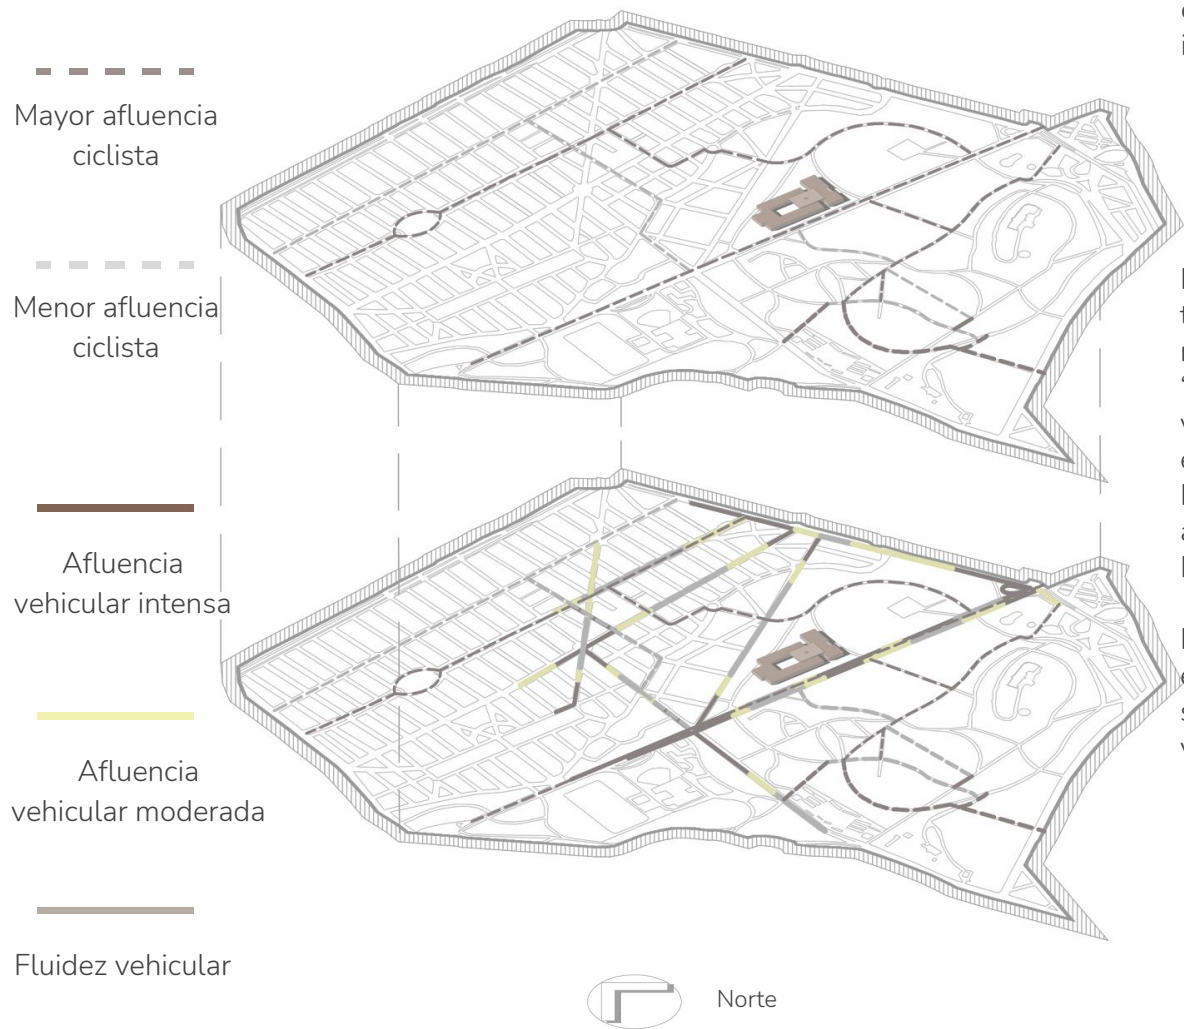 Mayor afluencia
ciclista
Menor afluencia
ciclista
Afluencia
vehicular intensa
Afluencia
vehicular moderada
Fluidez vehicular
Norte